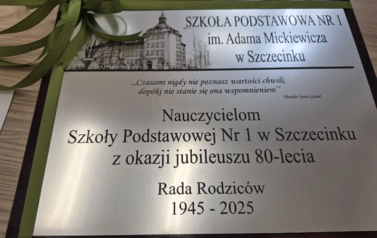 SZKOŁA PODSTAWOWA NR 1
im. Adama Mickiewicza
w Szczecinku
„Czasami nigdy nie poznasz wartości chwili,
dopóki nie stanie się ona wspomnieniem”
Nauczycielom
Szkoły Podstawowej Nr 1 w Szczecinku
z okazji jubileuszu 80-lecia
Rada Rodziców
1945 - 2025